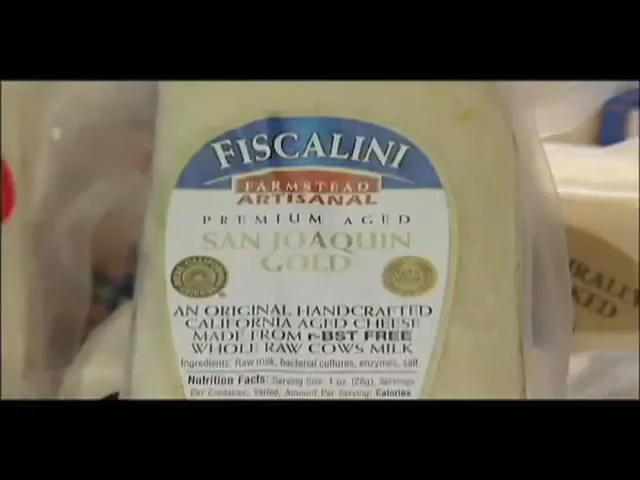 FISCALINI
FARMSTEAD
ARTISANAL
PREMIUM AGED
SAN JOAQUIN
GOLD
AN ORIGINAL HANDCRAFTED
CALIFORNIA AGED CHEESE
MADE FROM r-BST FREE
WHOLE RAW COWS MILK
Ingredients: Raw milk, bacterial cultures, enzymes, salt.
Nutrition Facts: Serving Size: 1 oz (28g), Servings
Per Container, Varied, Amount Per Serving: Calories